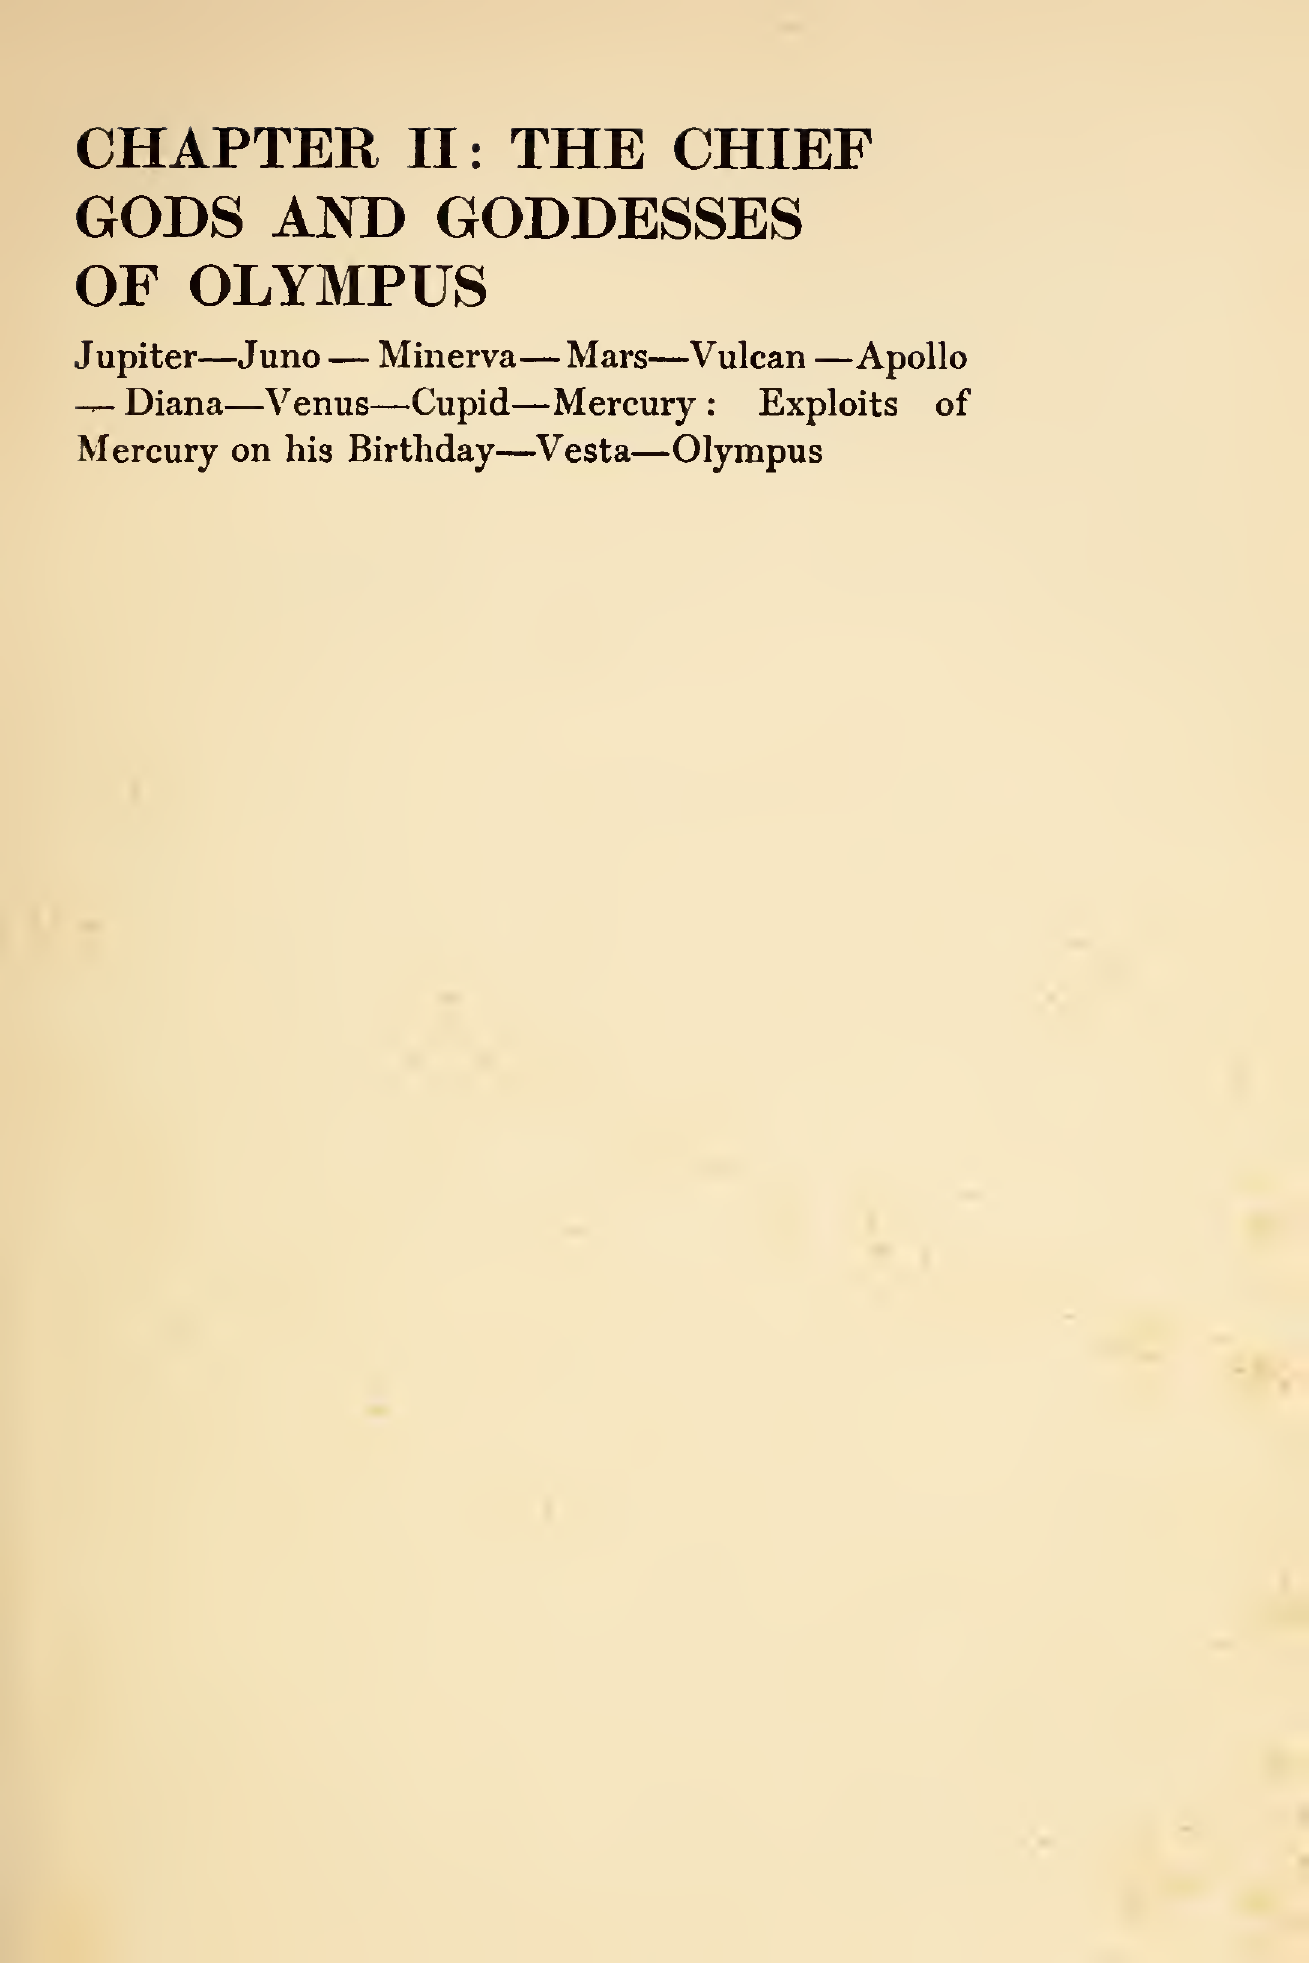 CHAPTER II: THE CHIEF
GODS AND GODDESSES
OF OLYMPUS
Jupiter—Juno — Minerva—Mars—Vulcan —Apollo
— Diana—Venus—Cupid—Mercury : Exploits of
Mercury on his Birthday—Vesta—Olympus